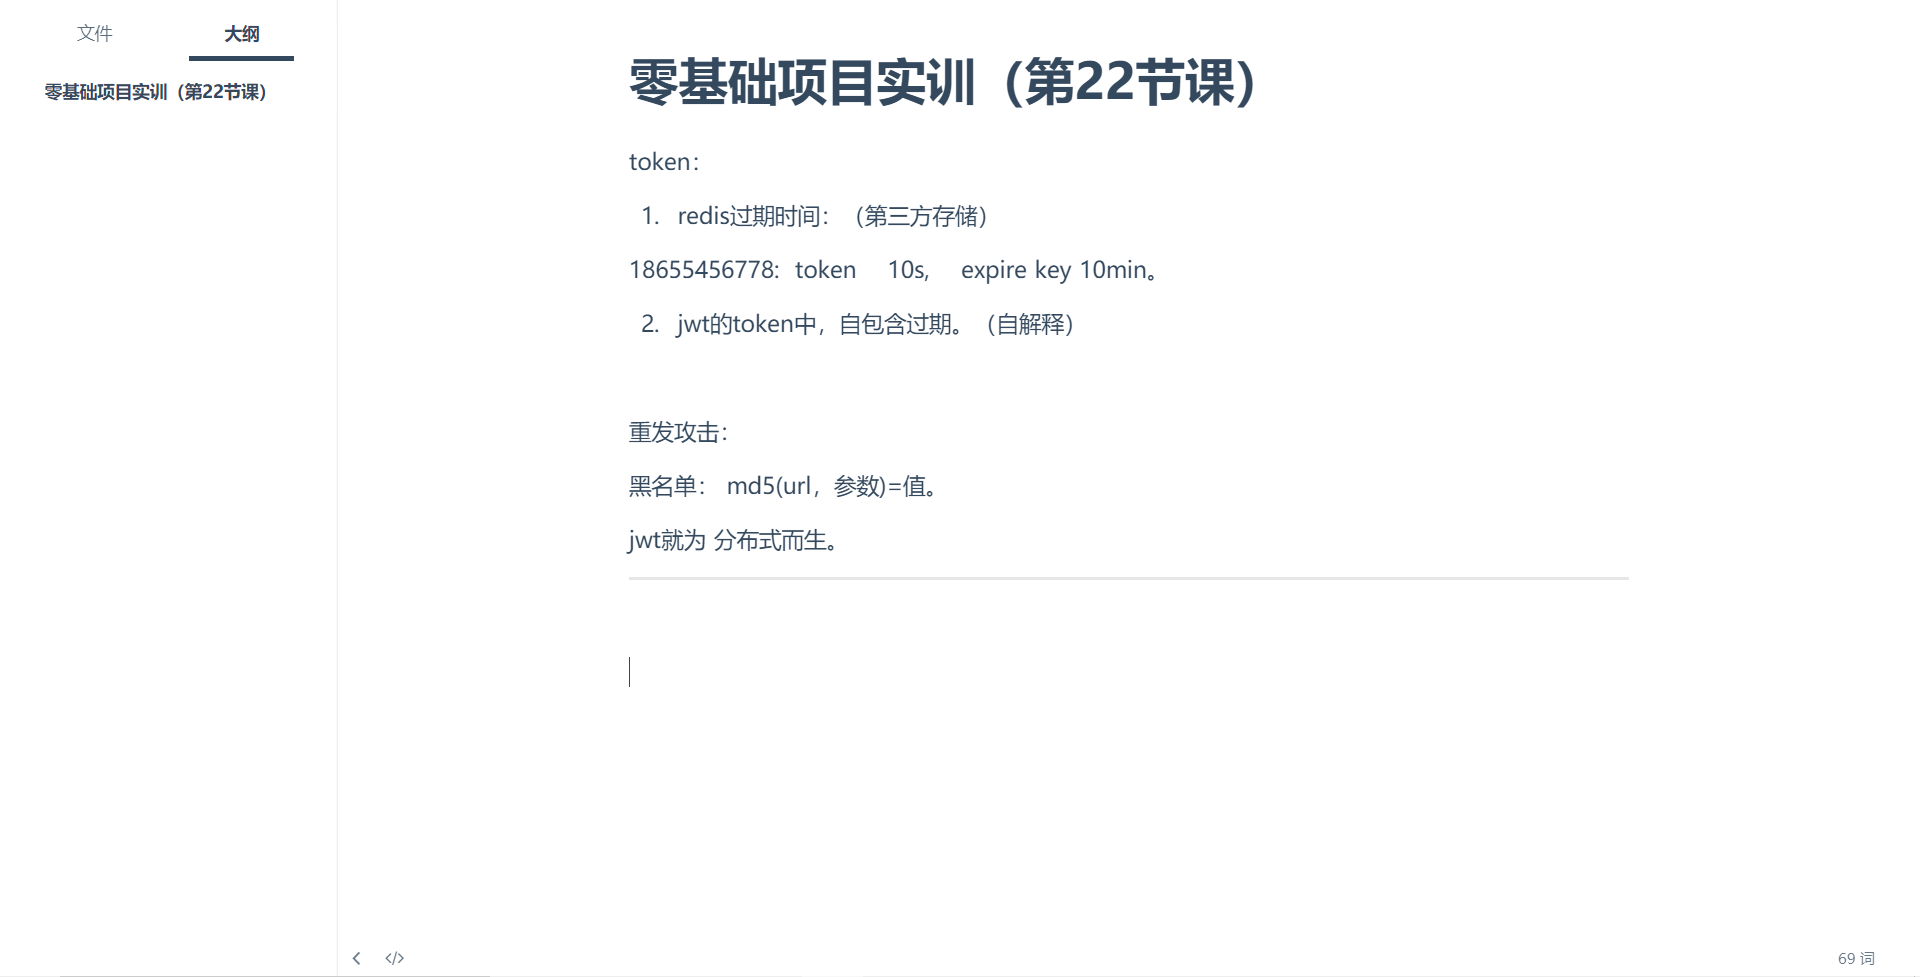 文件 大纲
零基础项目实训（第22节课）
零基础项目实训（第22节课）
token：
1. redis过期时间：（第三方存储）
18655456778：token 10s, expire key 10min。
2. jwt的token中，自包含过期。（自解释）
重发攻击：
黑名单： md5(url，参数)=值。
jwt就为 分布式而生。
69 词